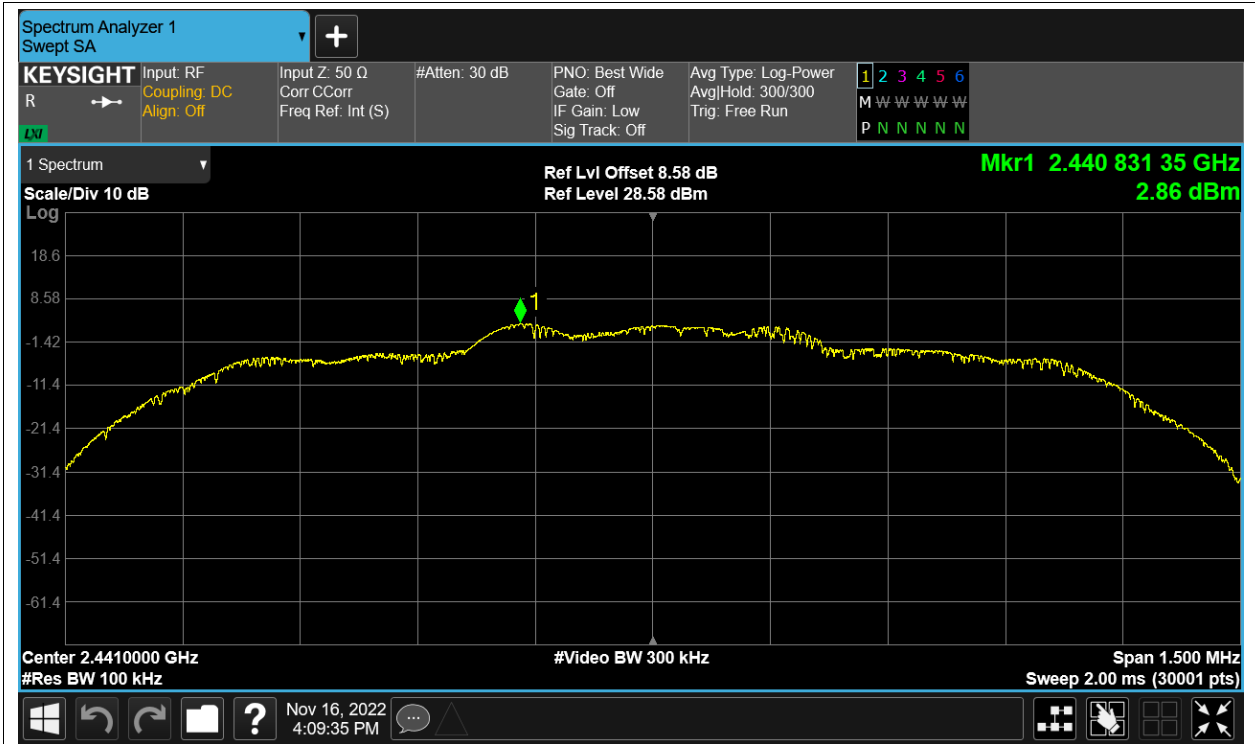 Spectrum Analyzer 1
Swept SA
+
KEYSIGHT Input: RF Input Z: 50 Ω #Atten: 30 dB PNO: Best Wide Avg Type: Log-Power 1 2 3 4 5 6
R Coupling: DC Corr CCorr Gate: Off Avg|Hold: 300/300 M W W W W W W
Align: Off Freq Ref: Int (S) IF Gain: Low Trig: Free Run
LXI Sig Track: Off P N N N N N N
1 Spectrum Ref Lvl Offset 8.58 dB Mkr1 2.440 831 35 GHz
Scale/Div 10 dB Ref Level 28.58 dBm 2.86 dBm
Log
18.6
8.58
1
-1.42
-11.4
-21.4
-31.4
-41.4
-51.4
-61.4
Center 2.4410000 GHz #Video BW 300 kHz Span 1.500 MHz
#Res BW 100 kHz Sweep 2.00 ms (30001 pts)
? Nov 16, 2022
4:09:35 PM